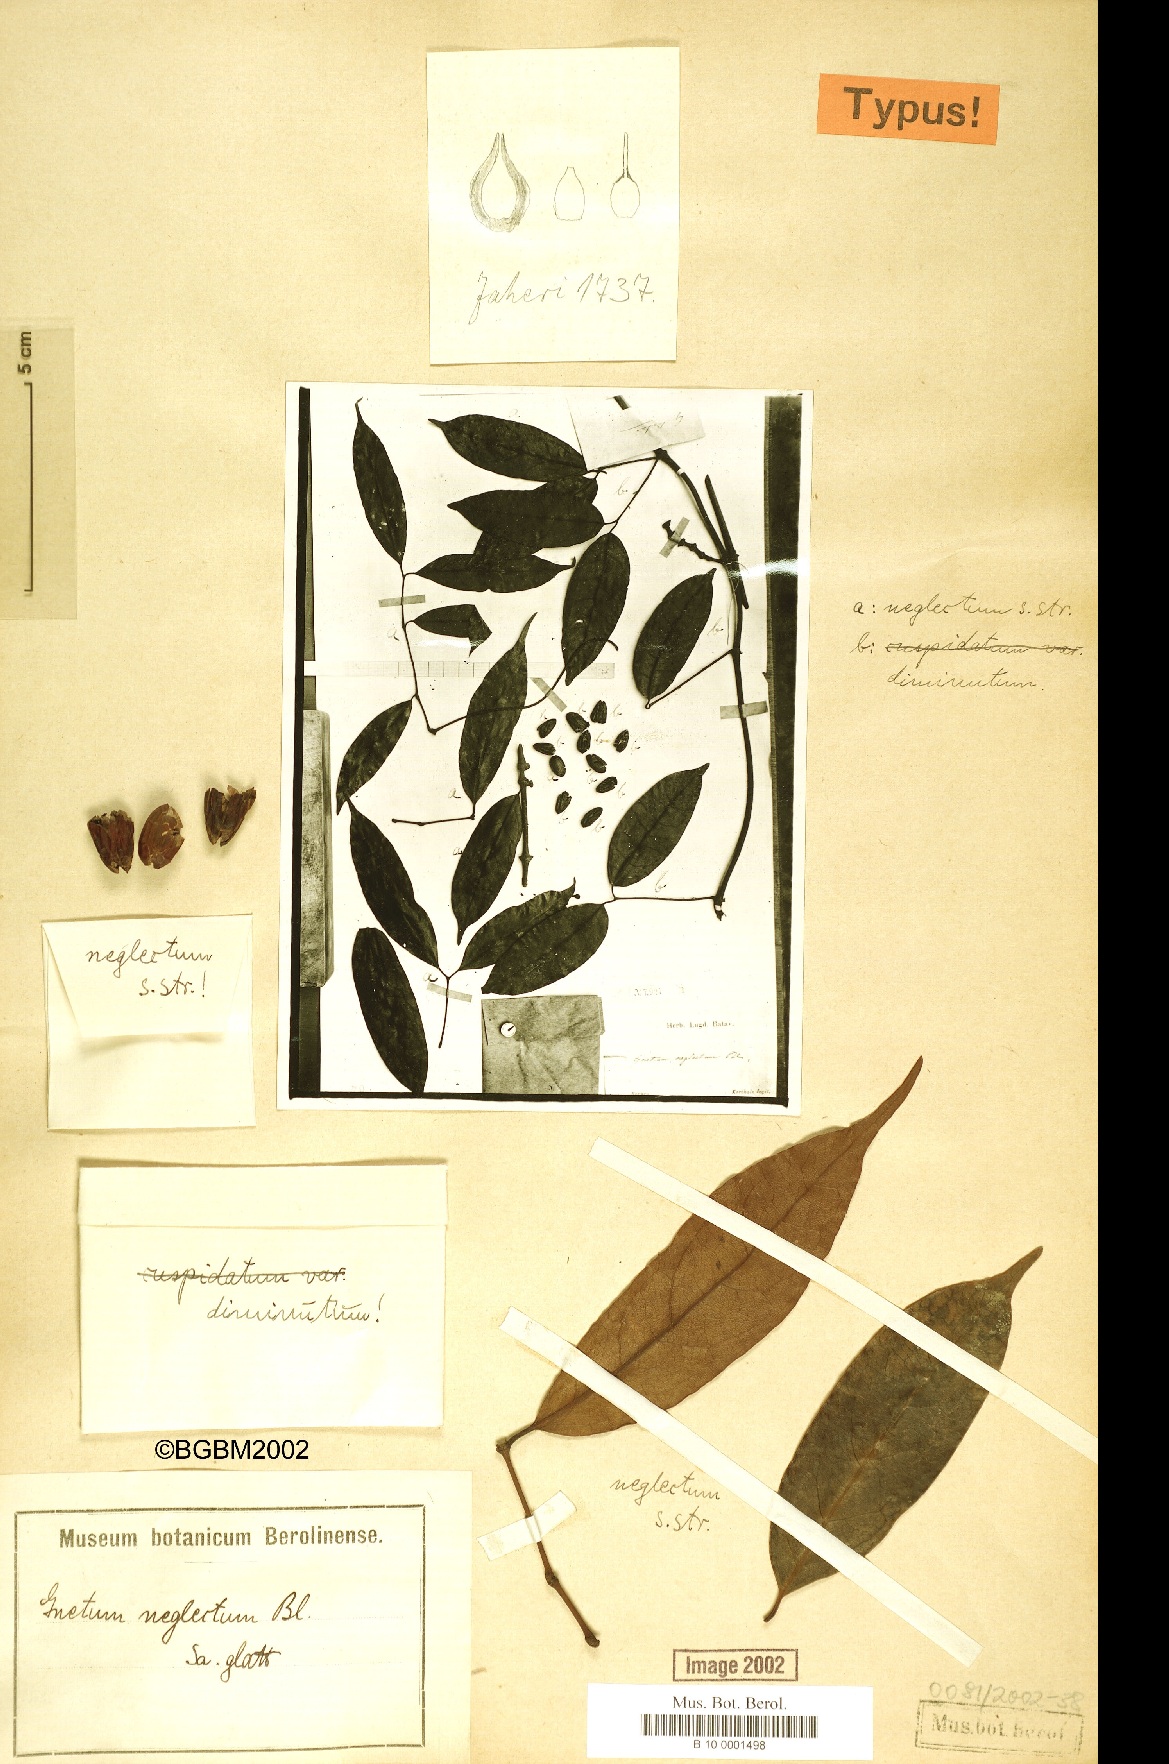 Typus!
Jaheri 1737.
5 cm
a
b
b
a: neglectum s. str.
b: cuspidatum var.
diminutum.
neglectum
s. str.!
Herb. Lugd. Batav.
cuspidatum var.
diminutum!
©BGBM2002
Museum botanicum Berolinense.
Gnetum neglectum Bl.
Sa. glatt
neglectum
s. str.
Image 2002
Mus. Bot. Berol.
B 10 0001498
0081/2002-38
Mus. bot. Berol